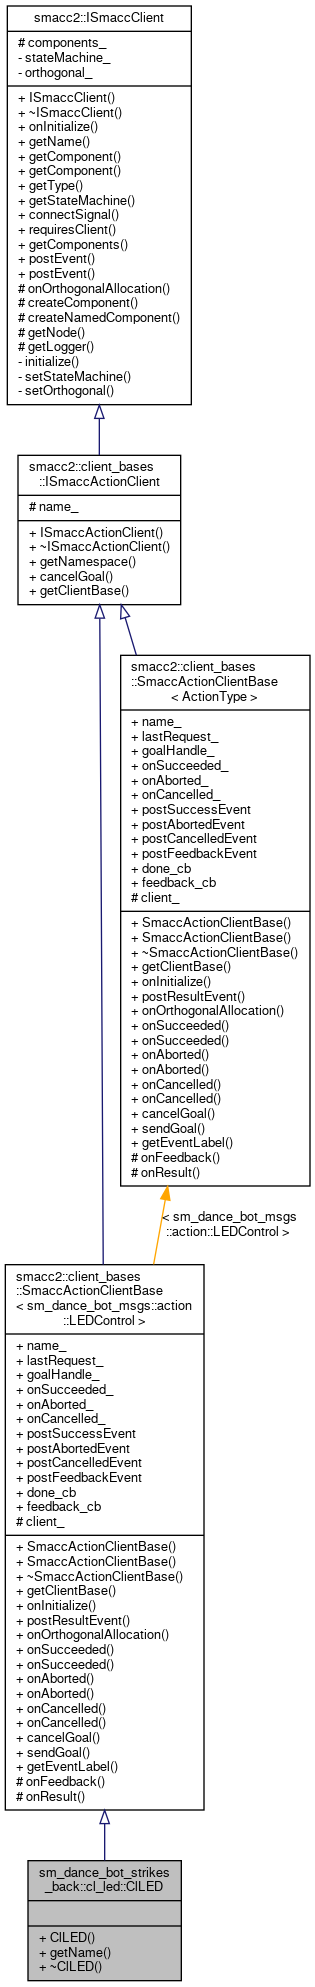 smacc2::ISmaccClient
# components_
- stateMachine_
- orthogonal_
+ ISmaccClient()
+ ~ISmaccClient()
+ onInitialize()
+ getName()
+ getComponent()
+ getComponent()
+ getType()
+ getStateMachine()
+ connectSignal()
+ requiresClient()
+ getComponents()
+ postEvent()
+ postEvent()
# onOrthogonalAllocation()
# createComponent()
# createNamedComponent()
# getNode()
# getLogger()
- initialize()
- setStateMachine()
- setOrthogonal()
smacc2::client_bases
::ISmaccActionClient
# name_
+ ISmaccActionClient()
+ ~ISmaccActionClient()
+ getNamespace()
+ cancelGoal()
+ getClientBase()
smacc2::client_bases
::SmaccActionClientBase
< ActionType >
+ name_
+ lastRequest_
+ goalHandle_
+ onSucceeded_
+ onAborted_
+ onCancelled_
+ postSuccessEvent
+ postAbortedEvent
+ postCancelledEvent
+ postFeedbackEvent
+ done_cb
+ feedback_cb
# client_
+ SmaccActionClientBase()
+ SmaccActionClientBase()
+ ~SmaccActionClientBase()
+ getClientBase()
+ onInitialize()
+ postResultEvent()
+ onOrthogonalAllocation()
+ onSucceeded()
+ onSucceeded()
+ onAborted()
+ onAborted()
+ onCancelled()
+ onCancelled()
+ cancelGoal()
+ sendGoal()
+ getEventLabel()
# onFeedback()
# onResult()
< sm_dance_bot_msgs
::action::LEDControl >
smacc2::client_bases
::SmaccActionClientBase
< sm_dance_bot_msgs::action
::LEDControl >
+ name_
+ lastRequest_
+ goalHandle_
+ onSucceeded_
+ onAborted_
+ onCancelled_
+ postSuccessEvent
+ postAbortedEvent
+ postCancelledEvent
+ postFeedbackEvent
+ done_cb
+ feedback_cb
# client_
+ SmaccActionClientBase()
+ SmaccActionClientBase()
+ ~SmaccActionClientBase()
+ getClientBase()
+ onInitialize()
+ postResultEvent()
+ onOrthogonalAllocation()
+ onSucceeded()
+ onSucceeded()
+ onAborted()
+ onAborted()
+ onCancelled()
+ onCancelled()
+ cancelGoal()
+ sendGoal()
+ getEventLabel()
# onFeedback()
# onResult()
sm_dance_bot_strikes
_back::cl_led::ClLED
+ ClLED()
+ getName()
+ ~ClLED()